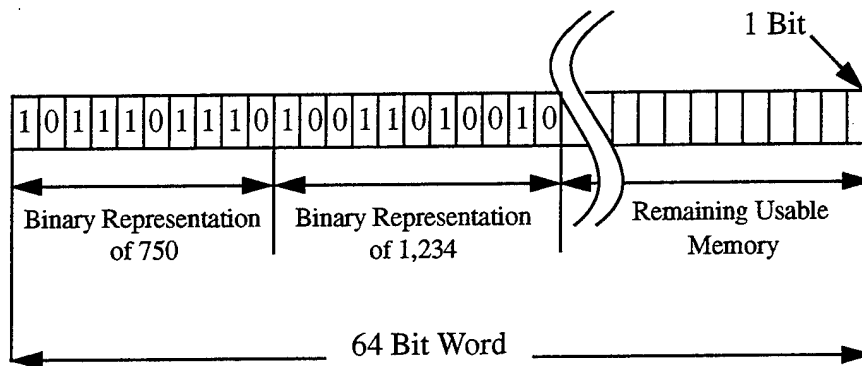 1 Bit
1 0 1 1 1 0 1 1 1 0 1 0 0 1 1 0 1 0 0 1 0
Binary Representation
of 750
Binary Representation
of 1,234
Remaining Usable
Memory
64 Bit Word